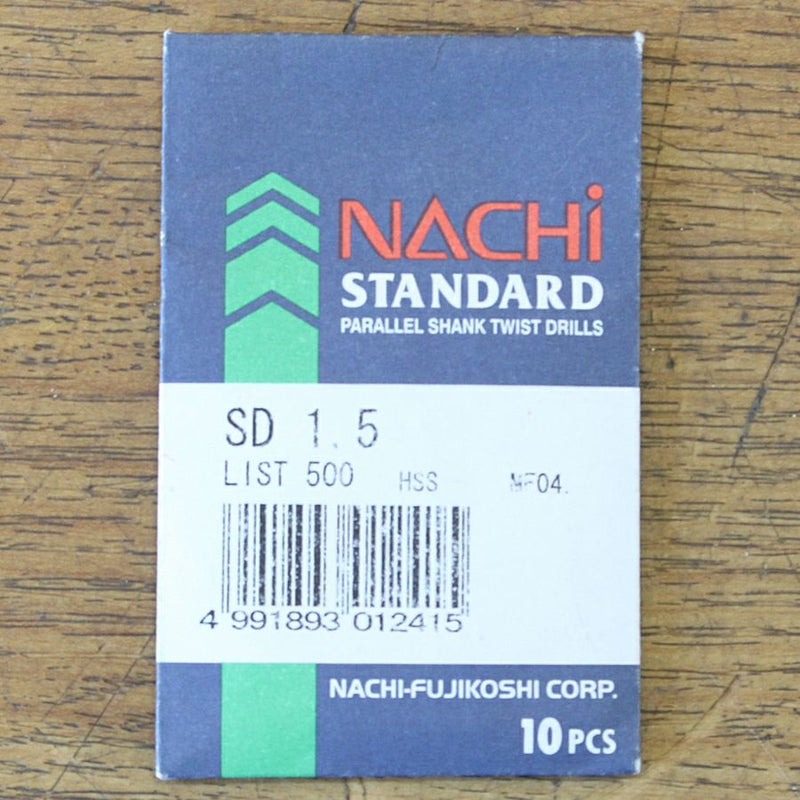 NACHi
STANDARD
PARALLEL SHANK TWIST DRILLS
SD 1.5
LIST 500 HSS MF04.
4 991893 012415
NACHI-FUJIKOSHI CORP.
10 PCS